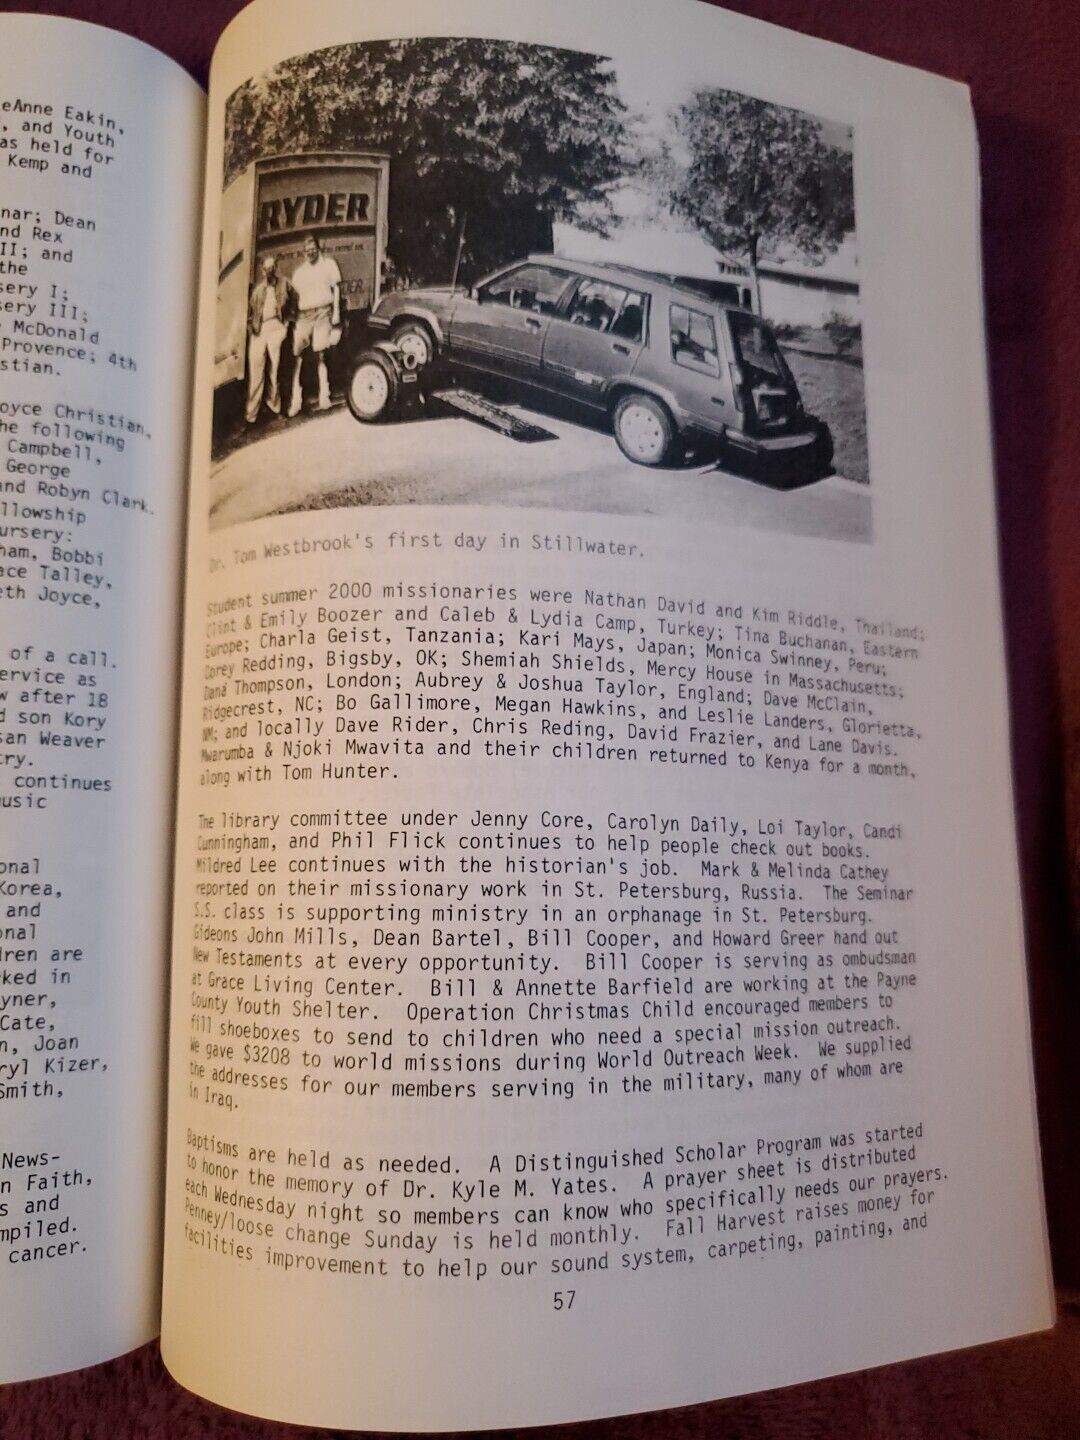 eAnne Eakin,
, and Youth
as held for
Kemp and
nar; Dean
nd Rex
II; and
the
sery I;
sery III;
McDonald
Provence; 4th
stian.
oyce Christian,
he following
Campbell,
George
and Robyn Clark.
llowship
ursery:
ham, Bobbi
ace Talley,
eth Joyce,
of a call.
ervice as
w after 18
d son Kory
san Weaver
try.
continues
usic
onal
Korea,
and
onal
dren are
ked in
yner,
Cate,
n, Joan
ryl Kizer,
Smith,
News-
n Faith,
s and
mpiled.
cancer.
RYDER
YDER
Dr. Tom Westbrook's first day in Stillwater.
Student summer 2000 missionaries were Nathan David and Kim Riddle, Thailand;
Clint & Emily Boozer and Caleb & Lydia Camp, Turkey; Tina Buchanan, Eastern
Europe; Charla Geist, Tanzania; Kari Mays, Japan; Monica Swinney, Peru;
Corey Redding, Bigsby, OK; Shemiah Shields, Mercy House in Massachusetts;
Dana Thompson, London; Aubrey & Joshua Taylor, England; Dave McClain,
Ridgecrest, NC; Bo Gallimore, Megan Hawkins, and Leslie Landers, Glorietta,
NM; and locally Dave Rider, Chris Reding, David Frazier, and Lane Davis.
Mwarumba & Njoki Mwavita and their children returned to Kenya for a month,
along with Tom Hunter.
The library committee under Jenny Core, Carolyn Daily, Loi Taylor, Candi
Cunningham, and Phil Flick continues to help people check out books.
Mildred Lee continues with the historian's job. Mark & Melinda Cathey
reported on their missionary work in St. Petersburg, Russia. The Seminar
S.S. class is supporting ministry in an orphanage in St. Petersburg.
Gideons John Mills, Dean Bartel, Bill Cooper, and Howard Greer hand out
New Testaments at every opportunity. Bill Cooper is serving as ombudsman
at Grace Living Center. Bill & Annette Barfield are working at the Payne
County Youth Shelter. Operation Christmas Child encouraged members to
fill shoeboxes to send to children who need a special mission outreach.
We gave $3208 to world missions during World Outreach Week. We supplied
the addresses for our members serving in the military, many of whom are
in Iraq.
Baptisms are held as needed. A Distinguished Scholar Program was started
to honor the memory of Dr. Kyle M. Yates. A prayer sheet is distributed
each Wednesday night so members can know who specifically needs our prayers.
Penney/loose change Sunday is held monthly. Fall Harvest raises money for
facilities improvement to help our sound system, carpeting, painting, and
57